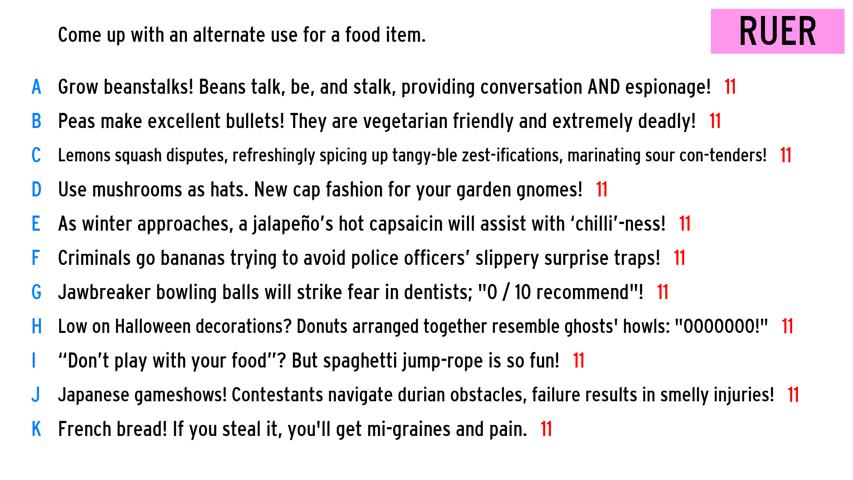 Come up with an alternate use for a food item.
RUER
A Grow beanstalks! Beans talk, be, and stalk, providing conversation AND espionage! 11
B Peas make excellent bullets! They are vegetarian friendly and extremely deadly! 11
C Lemons squash disputes, refreshingly spicing up tangy-ble zest-ifications, marinating sour con-tenders! 11
D Use mushrooms as hats. New cap fashion for your garden gnomes! 11
E As winter approaches, a jalapeño’s hot capsaicin will assist with ‘chilli’-ness! 11
F Criminals go bananas trying to avoid police officers’ slippery surprise traps! 11
G Jawbreaker bowling balls will strike fear in dentists; "0 / 10 recommend"! 11
H Low on Halloween decorations? Donuts arranged together resemble ghosts' howls: "OOOOOOO!" 11
I “Don’t play with your food”? But spaghetti jump-rope is so fun! 11
J Japanese gameshows! Contestants navigate durian obstacles, failure results in smelly injuries! 11
K French bread! If you steal it, you'll get mi-graines and pain. 11